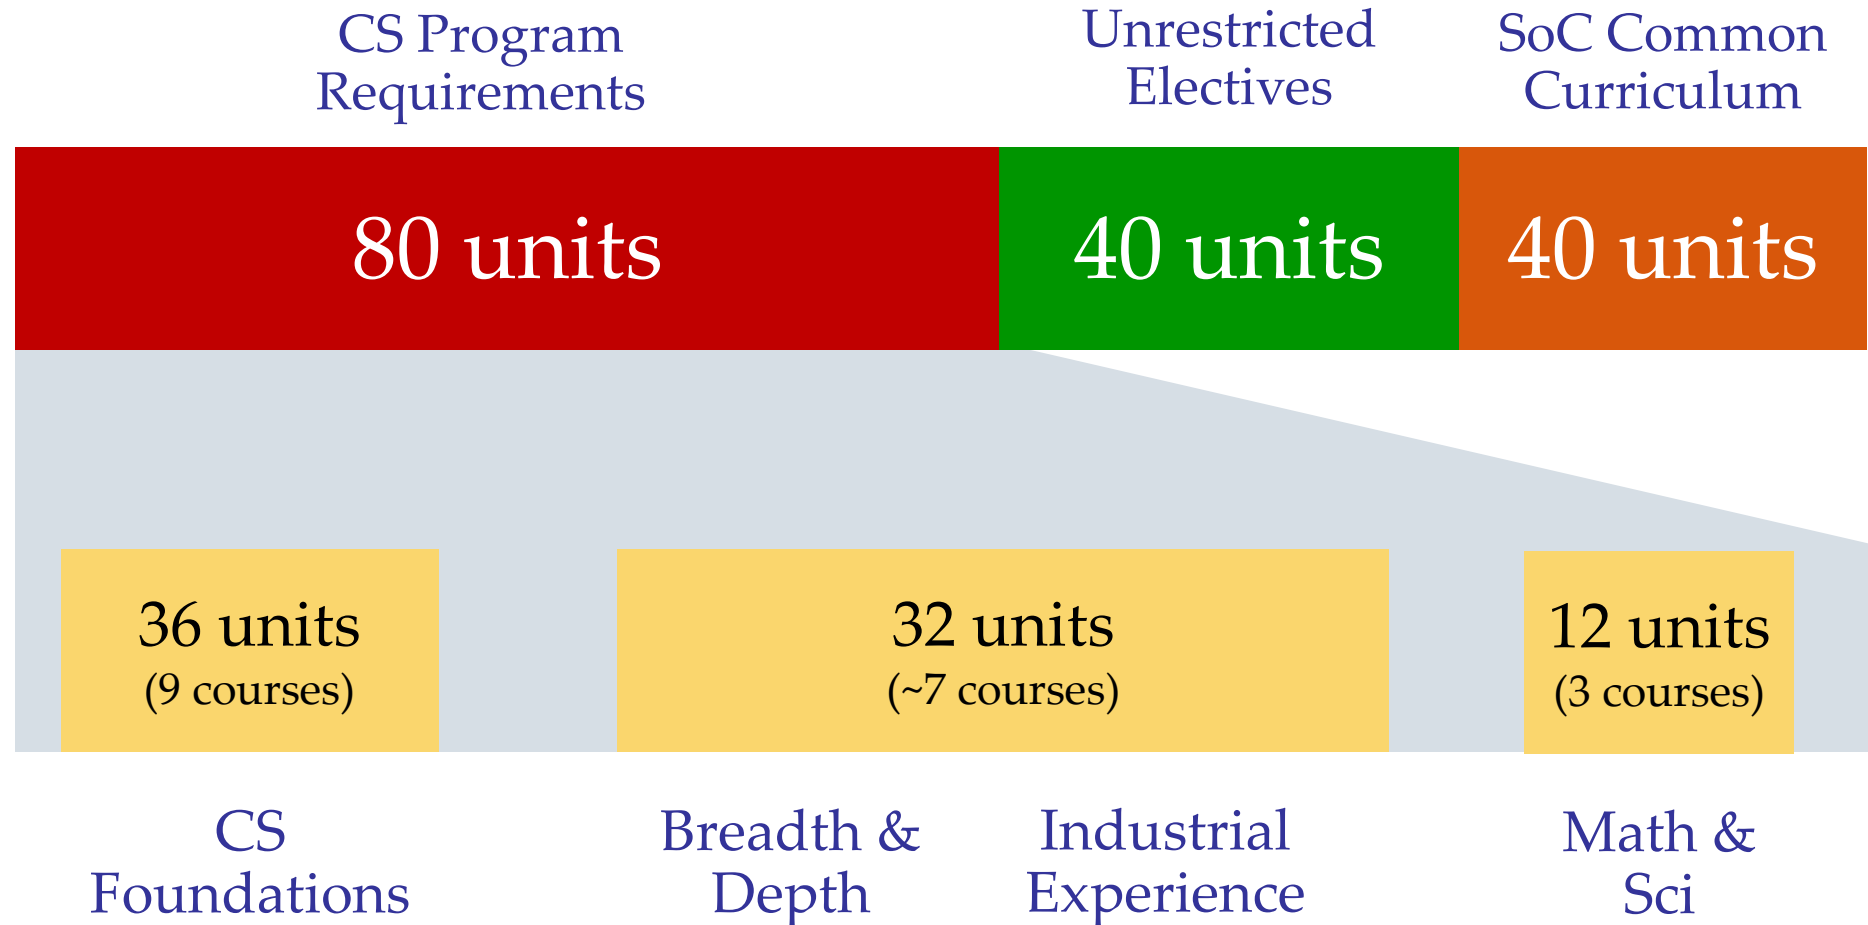 CS Program
Requirements
Unrestricted
Electives
SoC Common
Curriculum
80 units
40 units
40 units
36 units
(9 courses)
32 units
(~7 courses)
12 units
(3 courses)
CS
Foundations
Breadth &
Depth
Industrial
Experience
Math &
Sci